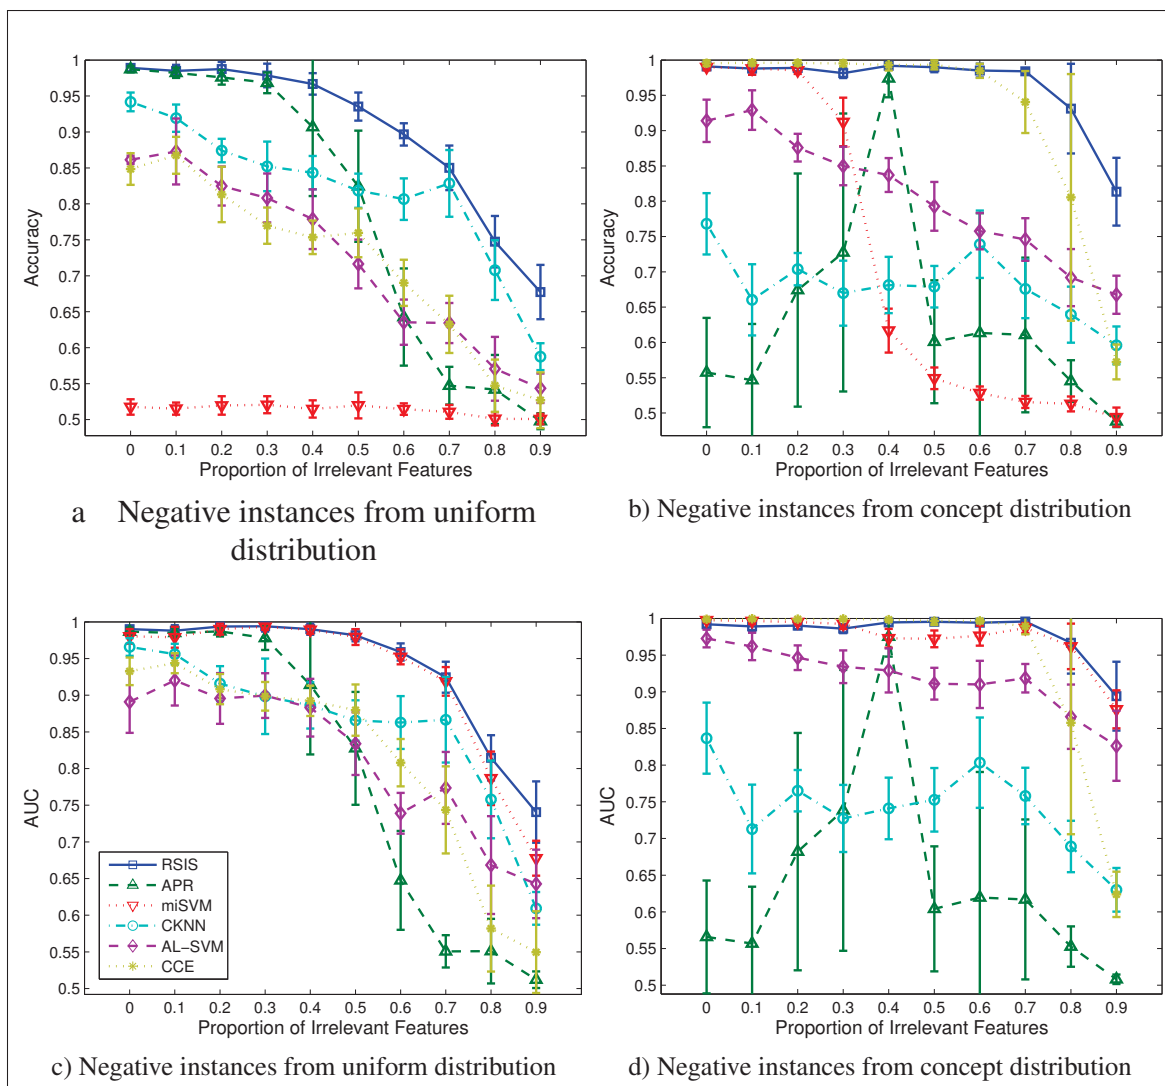 1
0.95
0.9
0.85
0.8
0.75
0.7
0.65
0.6
0.55
0.5
Accuracy
0 0.1 0.2 0.3 0.4 0.5 0.6 0.7 0.8 0.9
Proportion of Irrelevant Features
a Negative instances from uniform
distribution
1
0.95
0.9
0.85
0.8
0.75
0.7
0.65
0.6
0.55
0.5
Accuracy
0 0.1 0.2 0.3 0.4 0.5 0.6 0.7 0.8 0.9
Proportion of Irrelevant Features
b) Negative instances from concept distribution
1
0.95
0.9
0.85
0.8
0.75
0.7
0.65
0.6
0.55
0.5
AUC
RSIS
APR
miSVM
CKNN
AL-SVM
CCE
0 0.1 0.2 0.3 0.4 0.5 0.6 0.7 0.8 0.9
Proportion of Irrelevant Features
c) Negative instances from uniform distribution
1
0.95
0.9
0.85
0.8
0.75
0.7
0.65
0.6
0.55
0.5
AUC
0 0.1 0.2 0.3 0.4 0.5 0.6 0.7 0.8 0.9
Proportion of Irrelevant Features
d) Negative instances from concept distribution